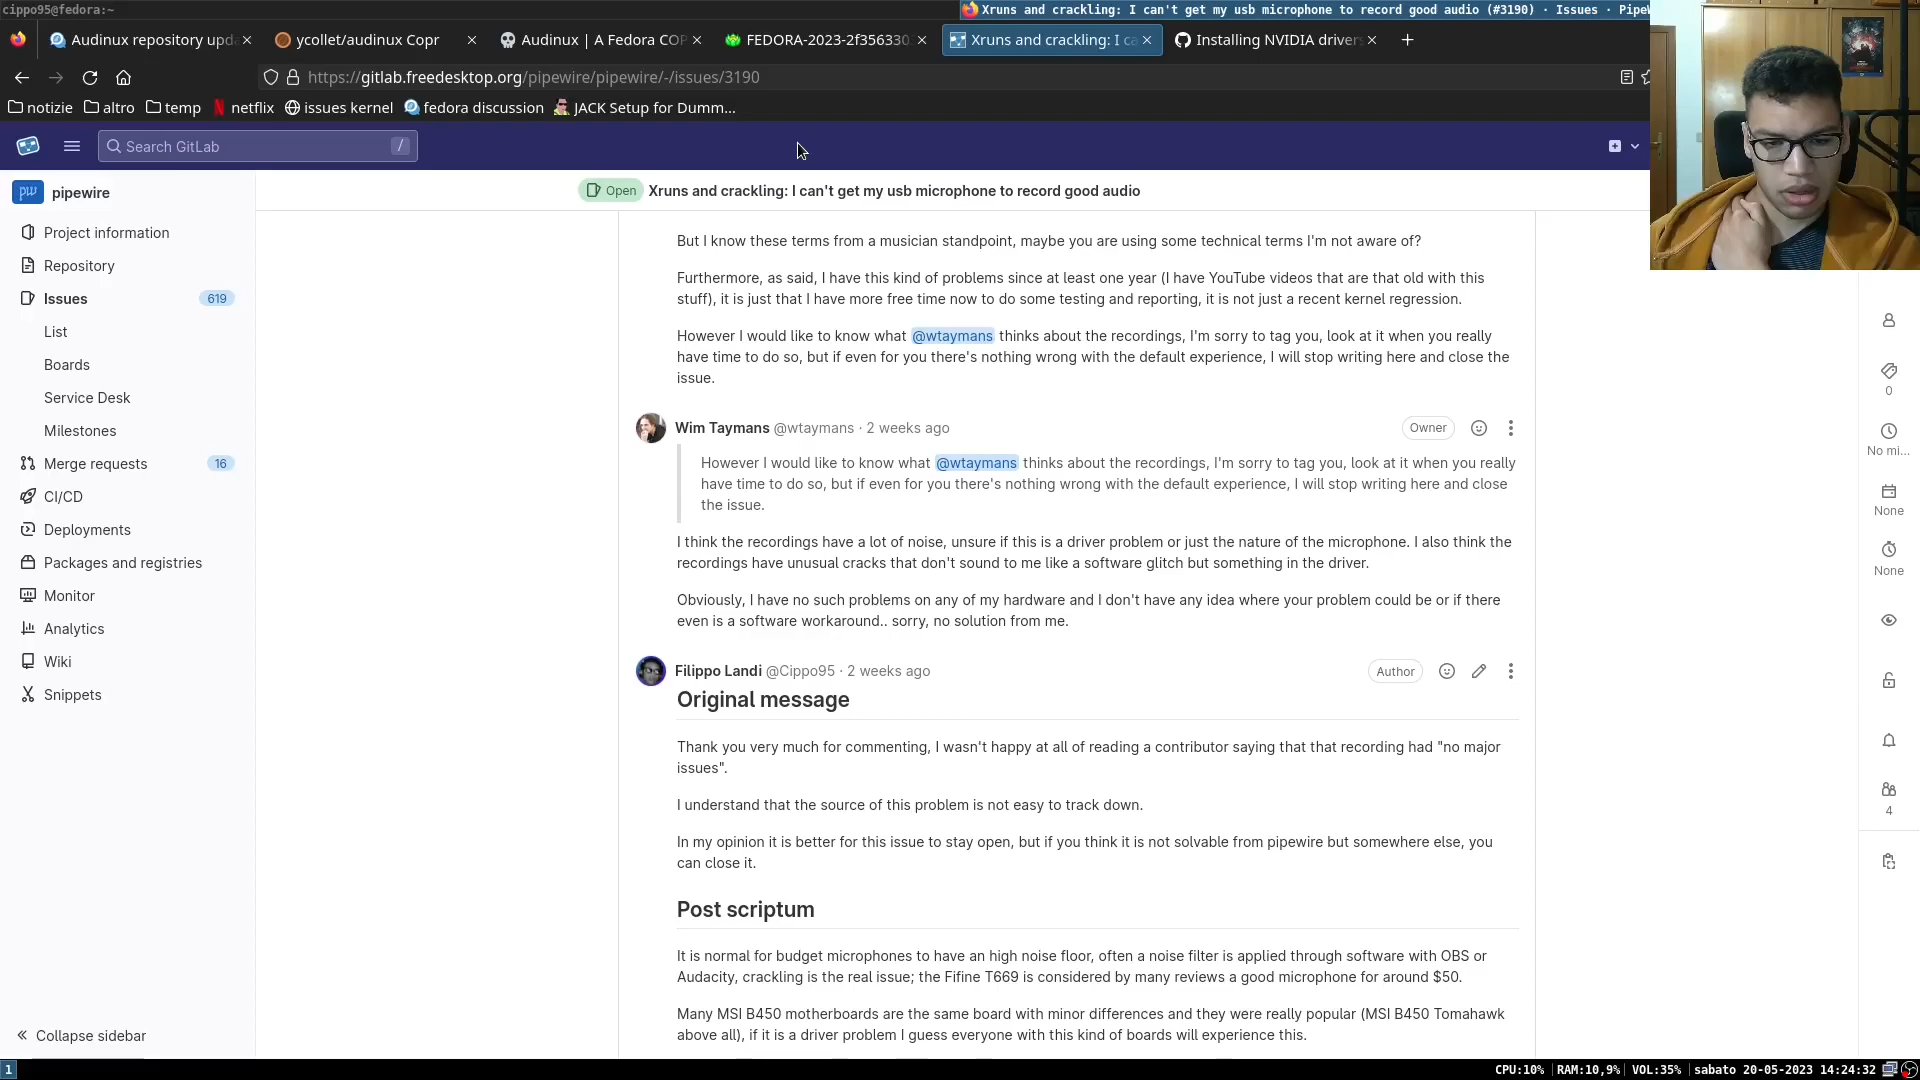 cippo95@fedora:~
Xruns and crackling: I can't get my usb microphone to record good audio (#3190) · Issues · PipeW
Audinux repository upda
ycollet/audinux Copr
Audinux | A Fedora COP
FEDORA-2023-2f356330
Xruns and crackling: I ca
Installing NVIDIA driver
https://gitlab.freedesktop.org/pipewire/pipewire/-/issues/3190
notizie altro temp netflix issues kernel fedora discussion JACK Setup for Dumm...
Search GitLab /
pipewire
Open Xruns and crackling: I can't get my usb microphone to record good audio
Project information
Repository
Issues 619
List
Boards
Service Desk
Milestones
Merge requests 16
CI/CD
Deployments
Packages and registries
Monitor
Analytics
Wiki
Snippets
Collapse sidebar
But I know these terms from a musician standpoint, maybe you are using some technical terms I'm not aware of?
Furthermore, as said, I have this kind of problems since at least one year (I have YouTube videos that are that old with this
stuff), it is just that I have more free time now to do some testing and reporting, it is not just a recent kernel regression.
However I would like to know what @wtaymans thinks about the recordings, I'm sorry to tag you, look at it when you really
have time to do so, but if even for you there's nothing wrong with the default experience, I will stop writing here and close the
issue.
Wim Taymans @wtaymans · 2 weeks ago Owner
However I would like to know what @wtaymans thinks about the recordings, I'm sorry to tag you, look at it when you really
have time to do so, but if even for you there's nothing wrong with the default experience, I will stop writing here and close
the issue.
I think the recordings have a lot of noise, unsure if this is a driver problem or just the nature of the microphone. I also think the
recordings have unusual cracks that don't sound to me like a software glitch but something in the driver.
Obviously, I have no such problems on any of my hardware and I don't have any idea where your problem could be or if there
even is a software workaround.. sorry, no solution from me.
Filippo Landi @Cippo95 · 2 weeks ago Author
Original message
Thank you very much for commenting, I wasn't happy at all of reading a contributor saying that that recording had "no major
issues".
I understand that the source of this problem is not easy to track down.
In my opinion it is better for this issue to stay open, but if you think it is not solvable from pipewire but somewhere else, you
can close it.
Post scriptum
It is normal for budget microphones to have an high noise floor, often a noise filter is applied through software with OBS or
Audacity, crackling is the real issue; the Fifine T669 is considered by many reviews a good microphone for around $50.
Many MSI B450 motherboards are the same board with minor differences and they were really popular (MSI B450 Tomahawk
above all), if it is a driver problem I guess everyone with this kind of boards will experience this.
0
No mi...
None
None
4
1
CPU:10% RAM:10,9% VOL:35% sabato 20-05-2023 14:24:32